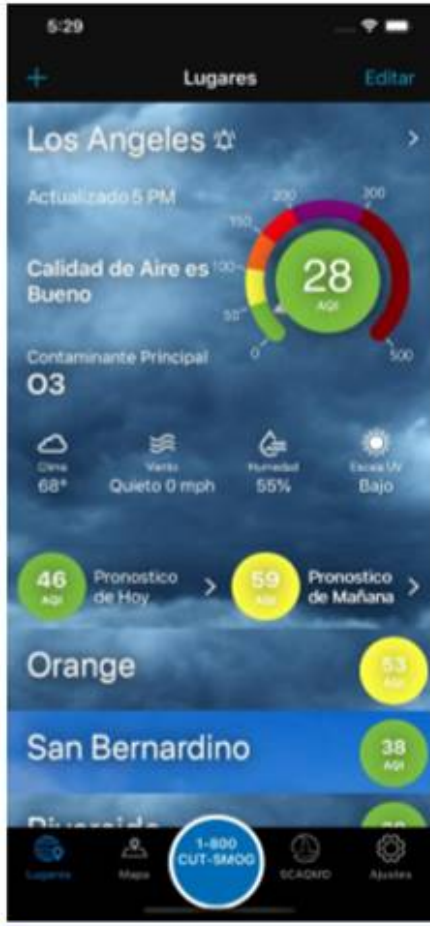 5:29
Lugares
Editar
Los Angeles
Actualizado 5 PM
Calidad de Aire es
Bueno
Contaminante Principal
O3
0
50
100
150
200
300
500
28
AQI
Clima
68°
Viento
Quieto 0 mph
Humedad
55%
Escala UV
Bajo
46
AQI
Pronostico
de Hoy
59
AQI
Pronostico
de Mañana
Orange
53
AQI
San Bernardino
38
AQI
Riverside
Lugares
Mapa
1-800
CUT-SMOG
SCAQMD
Ajustes